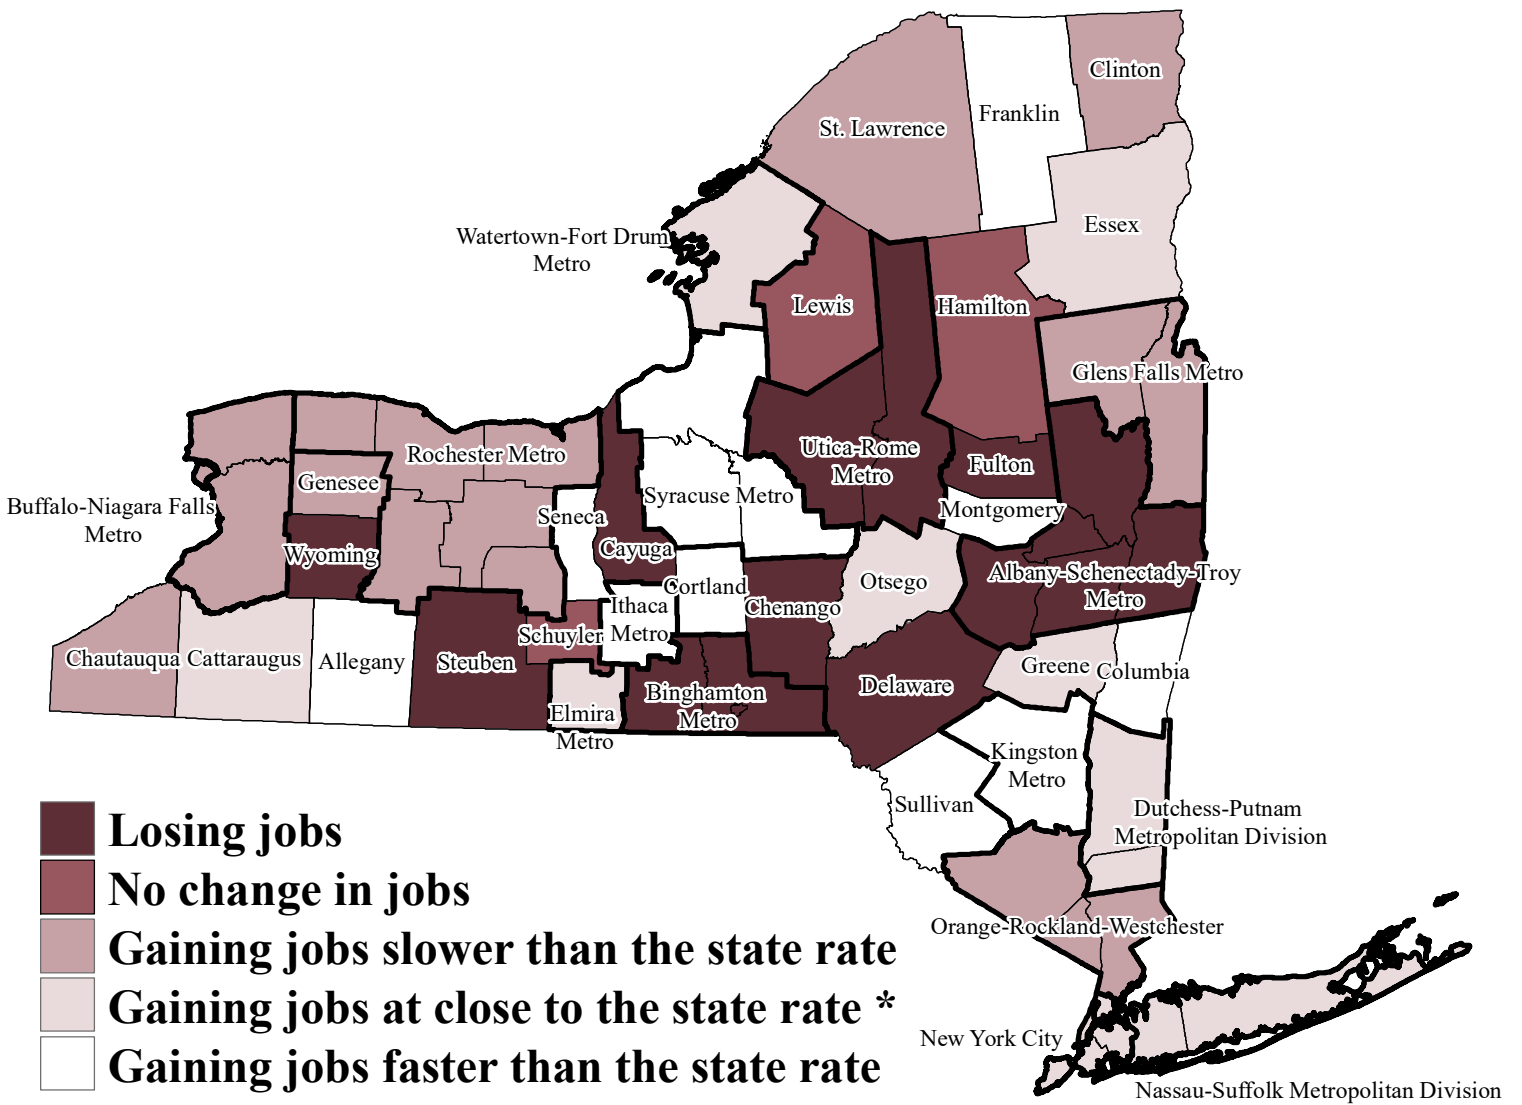 Clinton
Franklin
St. Lawrence
Essex
Watertown-Fort Drum
Metro
Lewis
Hamilton
Glens Falls Metro
Utica-Rome
Metro
Fulton
Rochester Metro
Genesee
Syracuse Metro
Montgomery
Buffalo-Niagara Falls
Metro
Seneca
Wyoming
Cayuga
Otsego
Albany-Schenectady-Troy
Metro
Cortland
Chenango
Ithaca
Metro
Schuyler
Chautauqua
Cattaraugus
Allegany
Steuben
Greene
Columbia
Delaware
Binghamton
Metro
Elmira
Metro
Kingston
Metro
Sullivan
Dutchess-Putnam
Metropolitan Division
Orange-Rockland-Westchester
New York City
Nassau-Suffolk Metropolitan Division
Losing jobs
No change in jobs
Gaining jobs slower than the state rate
Gaining jobs at close to the state rate *
Gaining jobs faster than the state rate